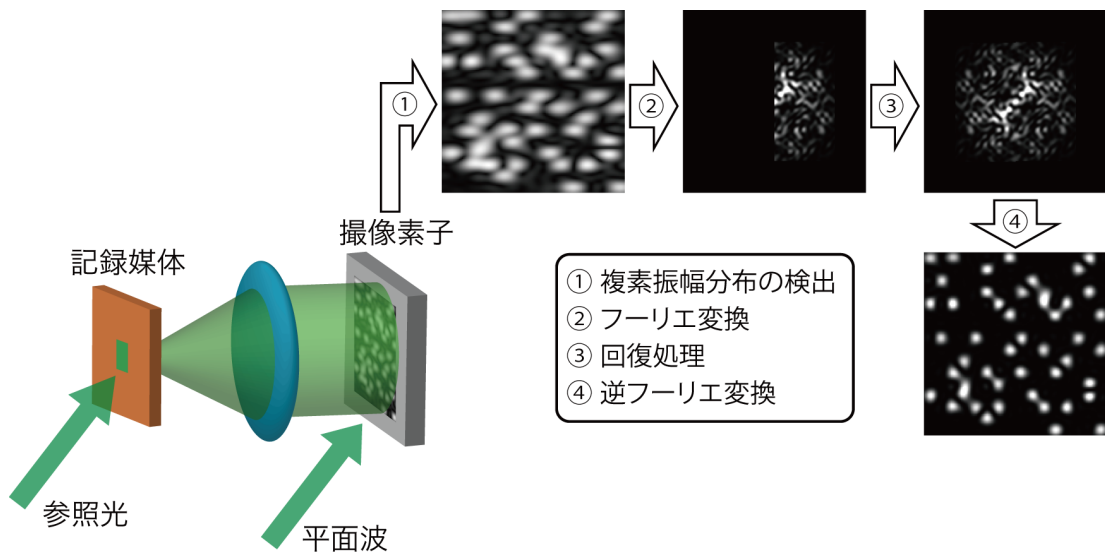 ①
②
③
④
撮像素子
記録媒体
参照光
平面波
① 複素振幅分布の検出
② フーリエ変換
③ 回復処理
④ 逆フーリエ変換